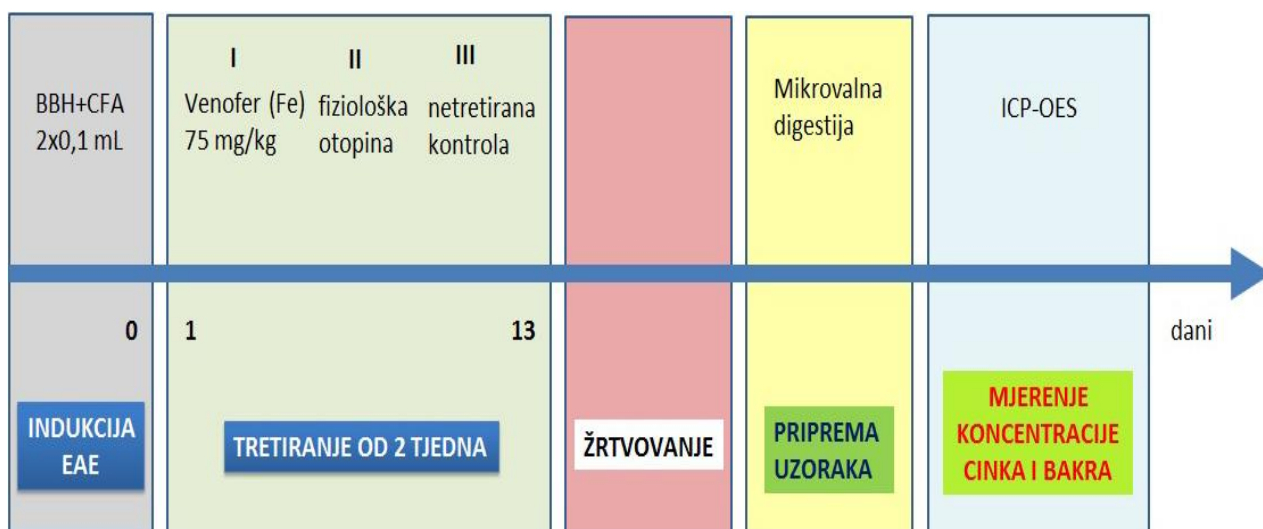 BBH+CFA
2x0,1 mL
I
Venofer (Fe)
75 mg/kg
II
fiziološka
otopina
III
netretirana
kontrola
Mikrovalna
digestija
ICP-OES
0
1
13
dani
INDUKCIJA
EAE
TRETIRANJE OD 2 TJEDNA
ŽRTVOVANJE
PRIPREMA
UZORAKA
MJERENJE
KONCENTRACIJE
CINKA I BAKRA